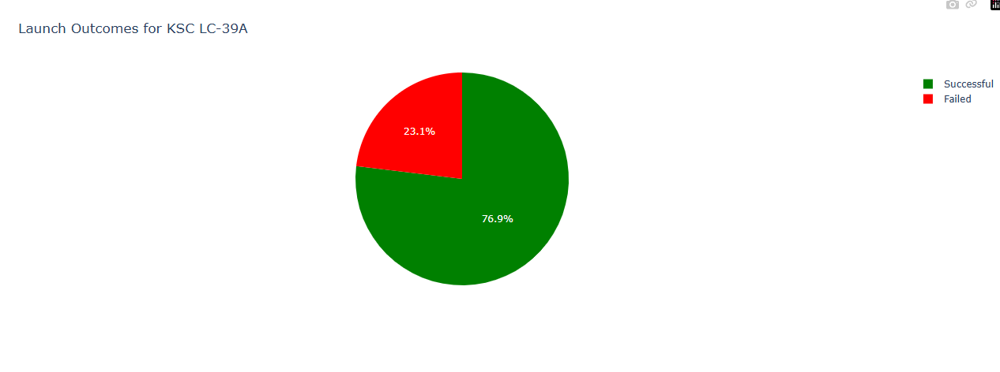 Launch Outcomes for KSC LC-39A
Successful
Failed
23.1%
76.9%